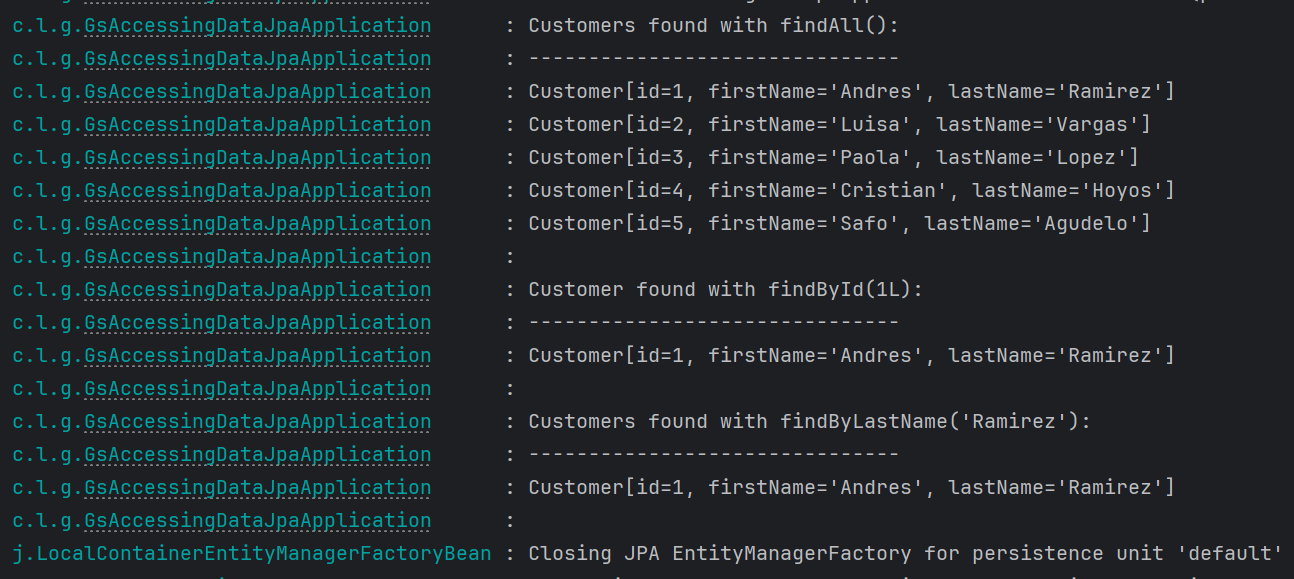 c.l.g.GsAccessingDataJpaApplication : Customers found with findAll():
c.l.g.GsAccessingDataJpaApplication : -------------------------------
c.l.g.GsAccessingDataJpaApplication : Customer[id=1, firstName='Andres', lastName='Ramirez']
c.l.g.GsAccessingDataJpaApplication : Customer[id=2, firstName='Luisa', lastName='Vargas']
c.l.g.GsAccessingDataJpaApplication : Customer[id=3, firstName='Paola', lastName='Lopez']
c.l.g.GsAccessingDataJpaApplication : Customer[id=4, firstName='Cristian', lastName='Hoyos']
c.l.g.GsAccessingDataJpaApplication : Customer[id=5, firstName='Safo', lastName='Agudelo']
c.l.g.GsAccessingDataJpaApplication :
c.l.g.GsAccessingDataJpaApplication : Customer found with findById(1L):
c.l.g.GsAccessingDataJpaApplication : -------------------------------
c.l.g.GsAccessingDataJpaApplication : Customer[id=1, firstName='Andres', lastName='Ramirez']
c.l.g.GsAccessingDataJpaApplication :
c.l.g.GsAccessingDataJpaApplication : Customers found with findByLastName('Ramirez'):
c.l.g.GsAccessingDataJpaApplication : -------------------------------
c.l.g.GsAccessingDataJpaApplication : Customer[id=1, firstName='Andres', lastName='Ramirez']
c.l.g.GsAccessingDataJpaApplication :
j.LocalContainerEntityManagerFactoryBean : Closing JPA EntityManagerFactory for persistence unit 'default'